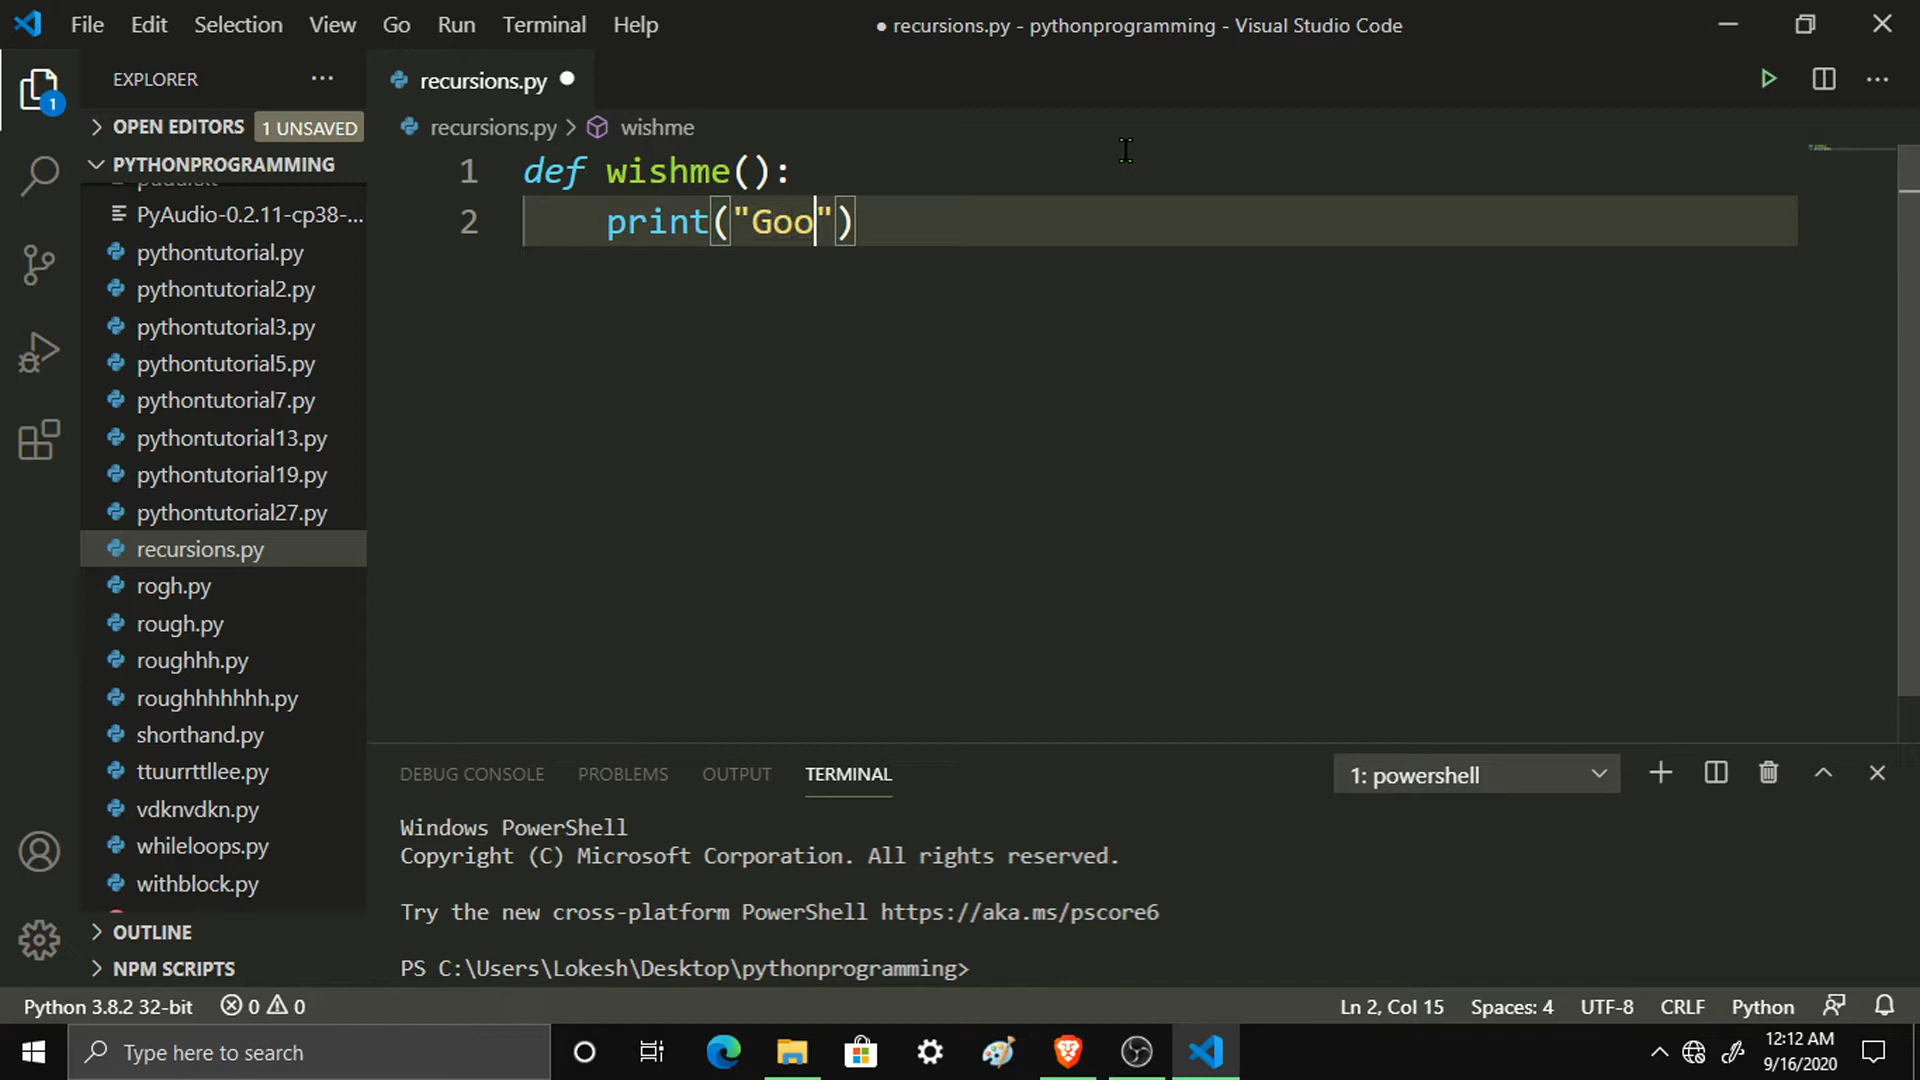 File Edit Selection View Go Run Terminal Help
● recursions.py - pythonprogramming - Visual Studio Code
EXPLORER ···
recursions.py ●
OPEN EDITORS 1 UNSAVED
recursions.py > wishme
PYTHONPROGRAMMING
1 def wishme():
2 print("Goo")
PyAudio-0.2.11-cp38-...
pythontutorial.py
pythontutorial2.py
pythontutorial3.py
pythontutorial5.py
pythontutorial7.py
pythontutorial13.py
pythontutorial19.py
pythontutorial27.py
recursions.py
rogh.py
rough.py
roughhh.py
roughhhhhhh.py
shorthand.py
ttuurrttllee.py
vdknvdkn.py
whileloops.py
withblock.py
OUTLINE
NPM SCRIPTS
1
DEBUG CONSOLE PROBLEMS OUTPUT TERMINAL 1: powershell
Windows PowerShell
Copyright (C) Microsoft Corporation. All rights reserved.
Try the new cross-platform PowerShell https://aka.ms/pscore6
PS C:\Users\Lokesh\Desktop\pythonprogramming>
Python 3.8.2 32-bit 0 0 Ln 2, Col 15 Spaces: 4 UTF-8 CRLF Python
Type here to search
12:12 AM
9/16/2020